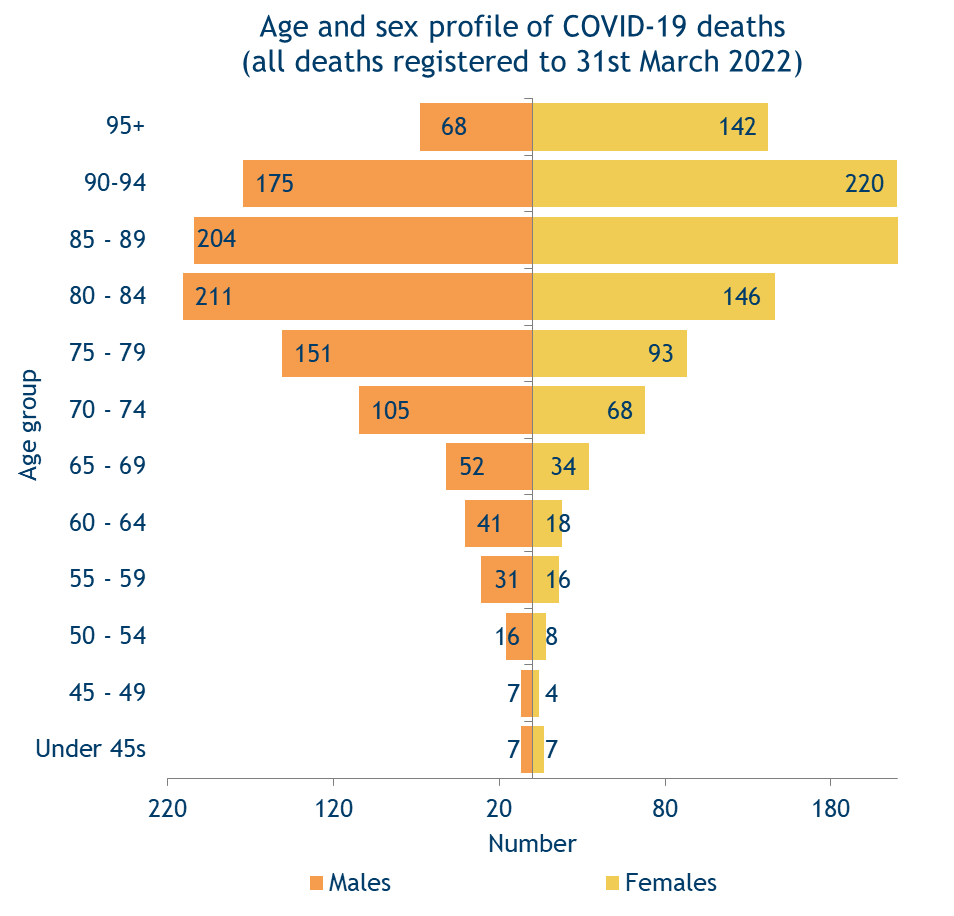 Age and sex profile of COVID-19 deaths
(all deaths registered to 31st March 2022)
95+ 68 142
90-94 175 220
85 - 89 204
80 - 84 211 146
75 - 79 151 93
70 - 74 105 68
65 - 69 52 34
60 - 64 41 18
55 - 59 31 16
50 - 54 16 8
45 - 49 7 4
Under 45s 7 7
Age group
220 120 20 80 180
Number
Males Females